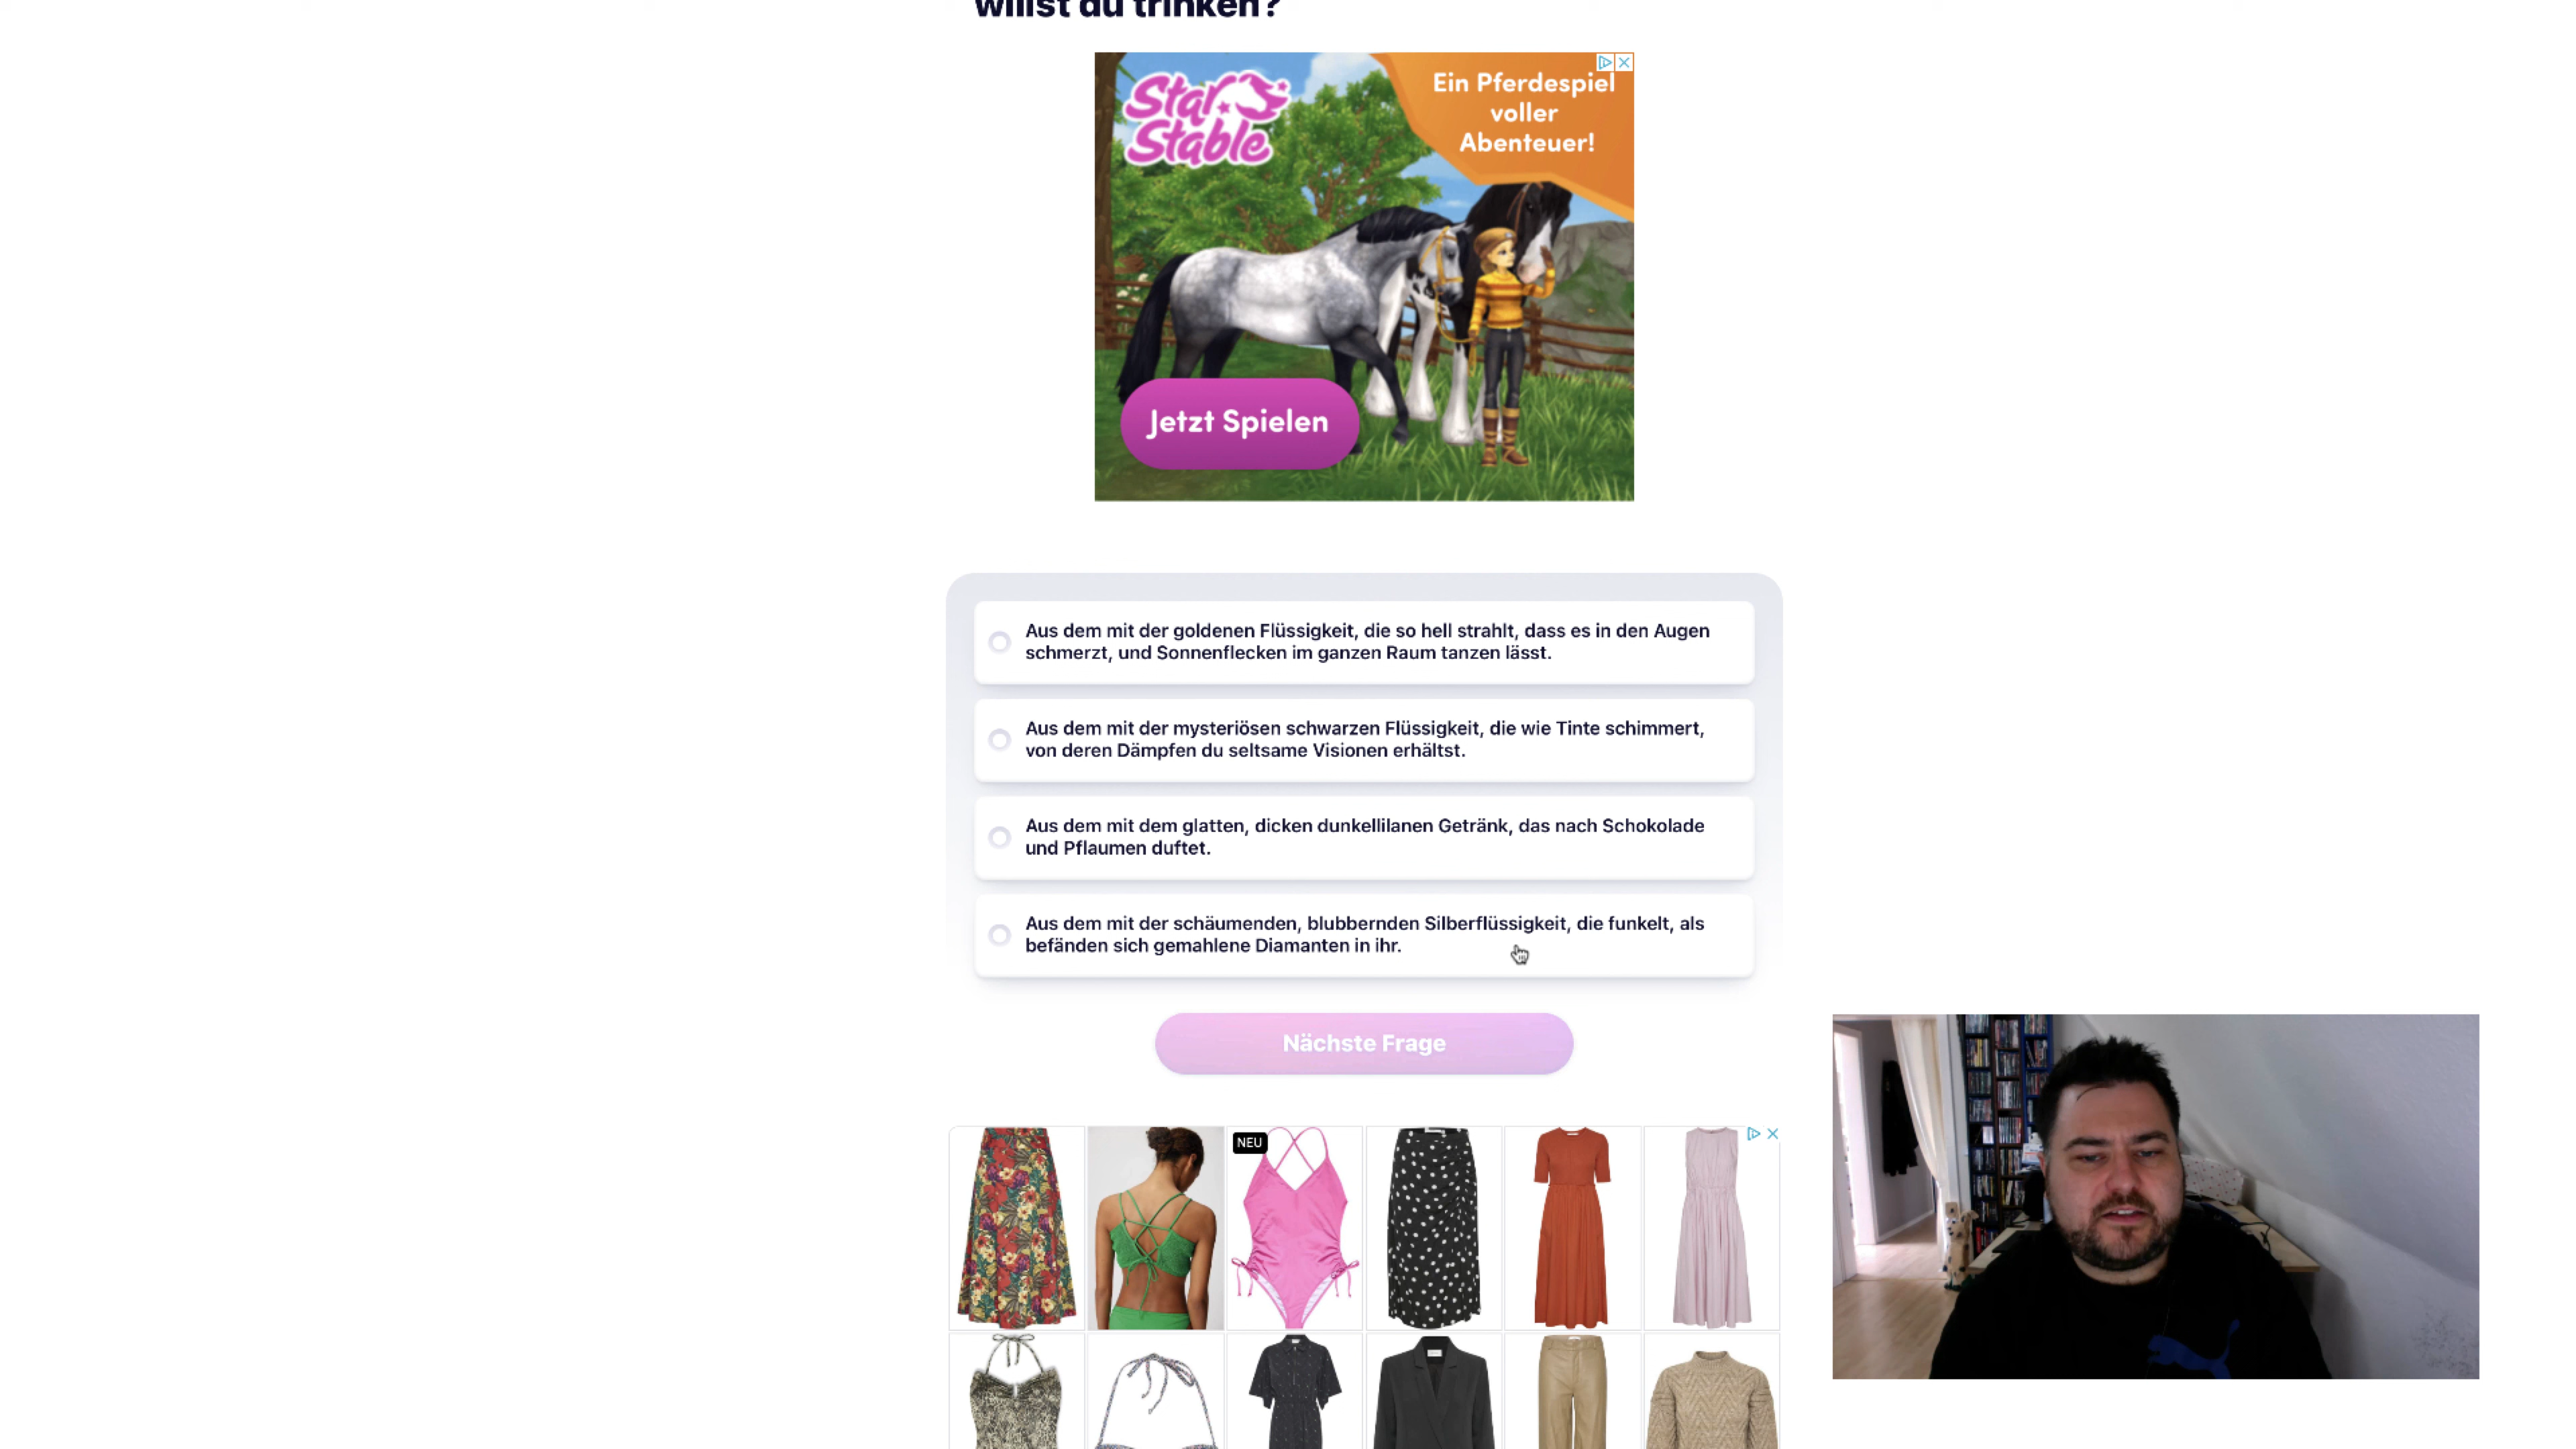 willst du trinken?
Star
Stable
Ein Pferdespiel
voller
Abenteuer!
Jetzt Spielen
Aus dem mit der goldenen Flüssigkeit, die so hell strahlt, dass es in den Augen
schmerzt, und Sonnenflecken im ganzen Raum tanzen lässt.
Aus dem mit der mysteriösen schwarzen Flüssigkeit, die wie Tinte schimmert,
von deren Dämpfen du seltsame Visionen erhältst.
Aus dem mit dem glatten, dicken dunkellilanen Getränk, das nach Schokolade
und Pflaumen duftet.
Aus dem mit der schäumenden, blubbernden Silberflüssigkeit, die funkelt, als
befänden sich gemahlene Diamanten in ihr.
Nächste Frage
NEU